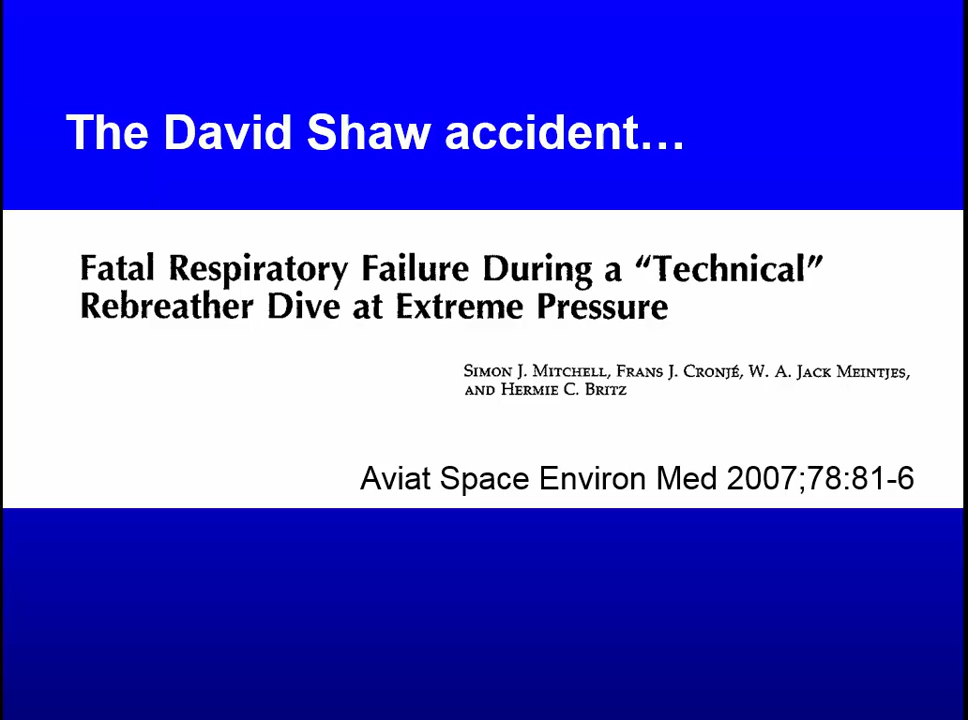 The David Shaw accident…
Fatal Respiratory Failure During a “Technical”
Rebreather Dive at Extreme Pressure
Simon J. Mitchell, Frans J. Cronjé, W. A. Jack Meintjes,
and Hermie C. Britz
Aviat Space Environ Med 2007;78:81-6